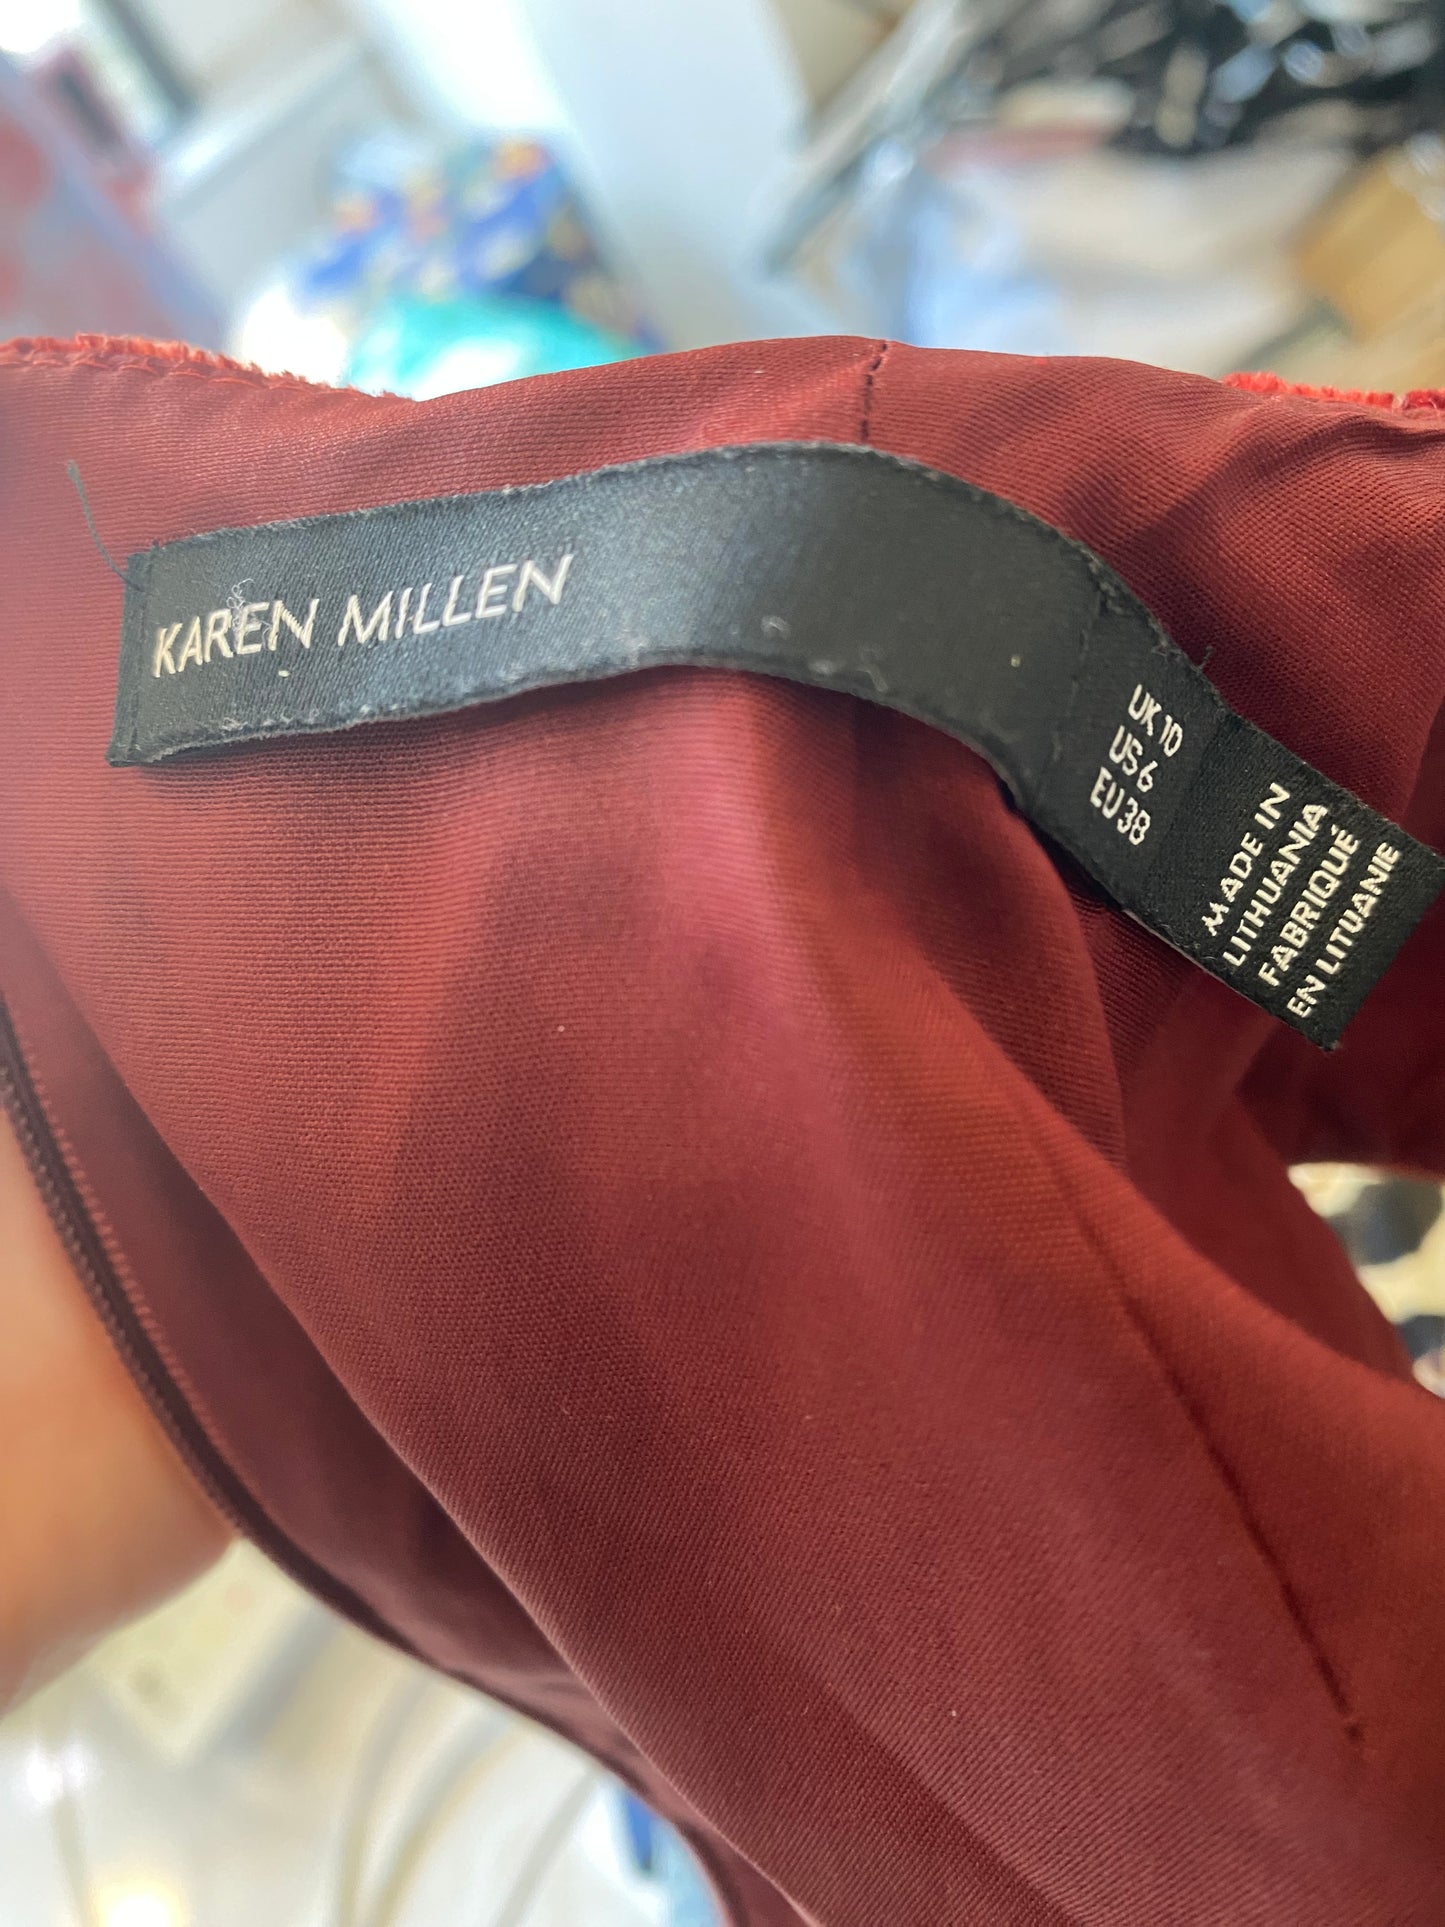 KAREN MILLEN
UK 10
US 6
EU 38
MADE IN
LITHUANIA
FABRIQUÉ
EN LITUANIE